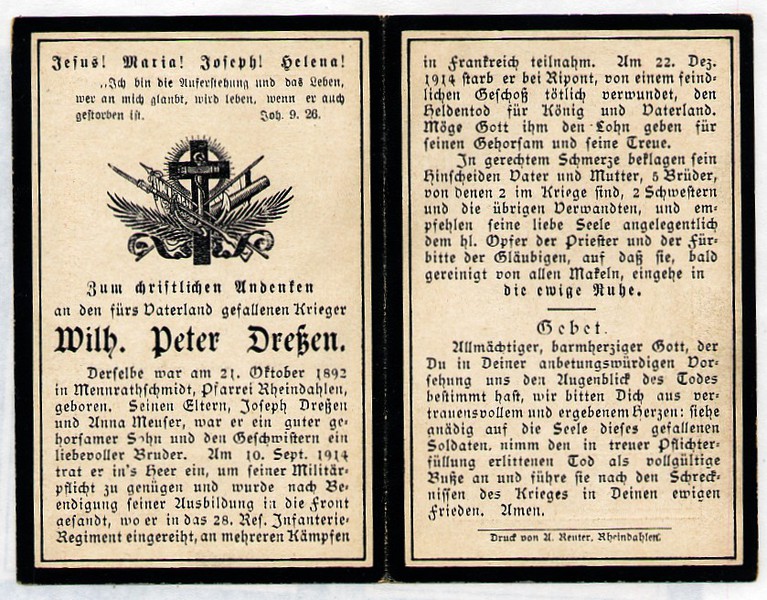 Jesus! Maria! Joseph! Helena!
„Ich bin die Auferstehung und das Leben,
wer an mich glaubt, wird leben, wenn er auch
gestorben ist. Joh. 9. 26.
Zum christlichen Andenken
an den fürs Vaterland gefallenen Krieger
Wilh. Peter Dreßen.
Derselbe war am 21. Oktober 1892
in Mennrathschmidt, Pfarrei Rheindahlen,
geboren. Seinen Eltern, Joseph Dreßen
und Anna Meuser, war er ein guter ge-
horsamer Sohn und den Geschwistern ein
liebevoller Bruder. Am 10. Sept. 1914
trat er in's Heer ein, um seiner Militär-
pflicht zu genügen und wurde nach Be-
endigung seiner Ausbildung in die Front
gesandt, wo er in das 28. Res. Infanterie-
Regiment eingereiht, an mehreren Kämpfen
in Frankreich teilnahm. Am 22. Dez.
1914 starb er bei Ripont, von einem feind-
lichen Geschoß tötlich verwundet, den
Heldentod für König und Vaterland.
Möge Gott ihm den Lohn geben für
seinen Gehorsam und seine Treue.
In gerechtem Schmerze beklagen sein
Hinscheiden Vater und Mutter, 5 Brüder,
von denen 2 im Kriege sind, 2 Schwestern
und die übrigen Verwandten, und em-
pfehlen seine liebe Seele angelegentlich
dem hl. Opfer der Priester und der Für-
bitte der Gläubigen, auf daß sie, bald
gereinigt von allen Makeln, eingehe in
die ewige Ruhe.
Gebet.
Allmächtiger, barmherziger Gott, der
Du in Deiner anbetungswürdigen Vor-
sehung uns den Augenblick des Todes
bestimmt hast, wir bitten Dich aus ver-
trauensvollem und ergebenem Herzen: siehe
gnädig auf die Seele dieses gefallenen
Soldaten. nimm den in treuer Pflichter-
füllung erlittenen Tod als vollgültige
Buße an und führe sie nach den Schreck-
nissen des Krieges in Deinen ewigen
Frieden. Amen.
Druck von A. Reuter, Rheindahlen.